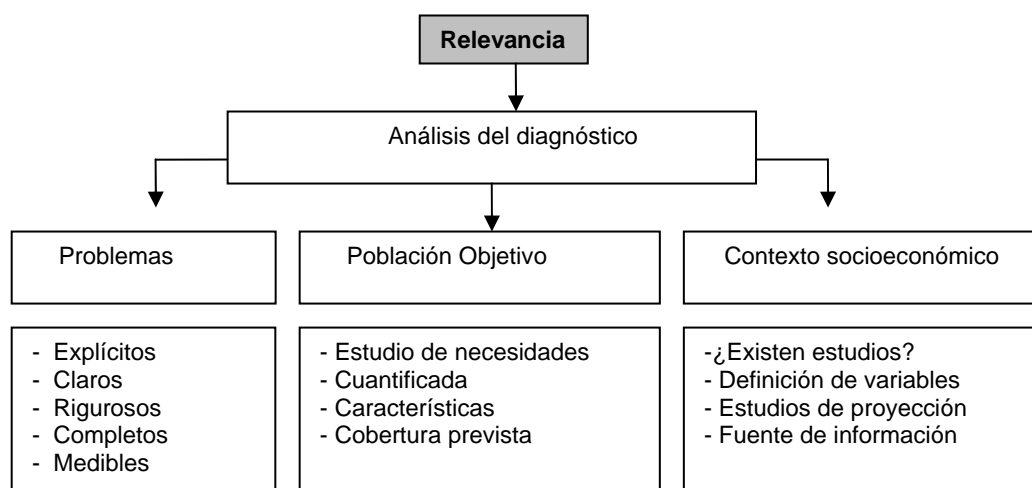 Relevancia
Análisis del diagnóstico
Problemas
Población Objetivo
Contexto socioeconómico
- Explícitos
- Claros
- Rigurosos
- Completos
- Medibles
- Estudio de necesidades
- Cuantificada
- Características
- Cobertura prevista
-¿Existen estudios?
- Definición de variables
- Estudios de proyección
- Fuente de información